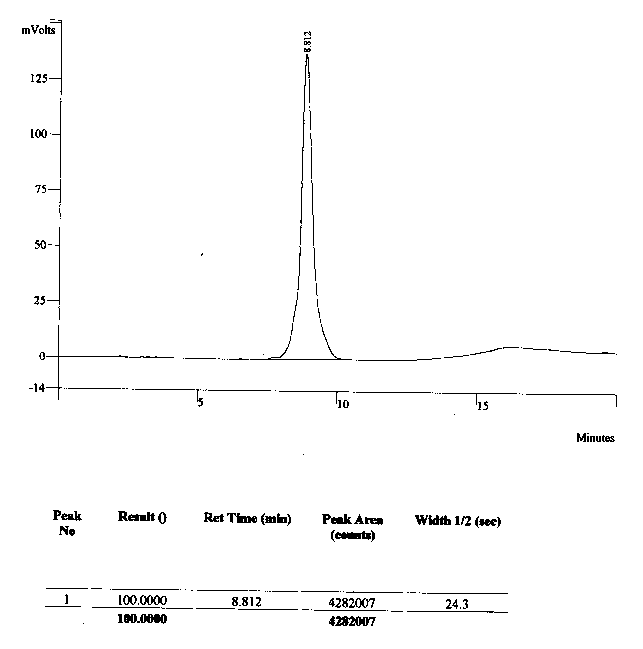 mVolts
8.812
125
100
75
50
25
0
-14
5
10
15
Minutes
Peak No
Result ()
Ret Time (min)
Peak Area (counts)
Width 1/2 (sec)
1 100.0000 8.812 4282007 24.3
100.0000 4282007